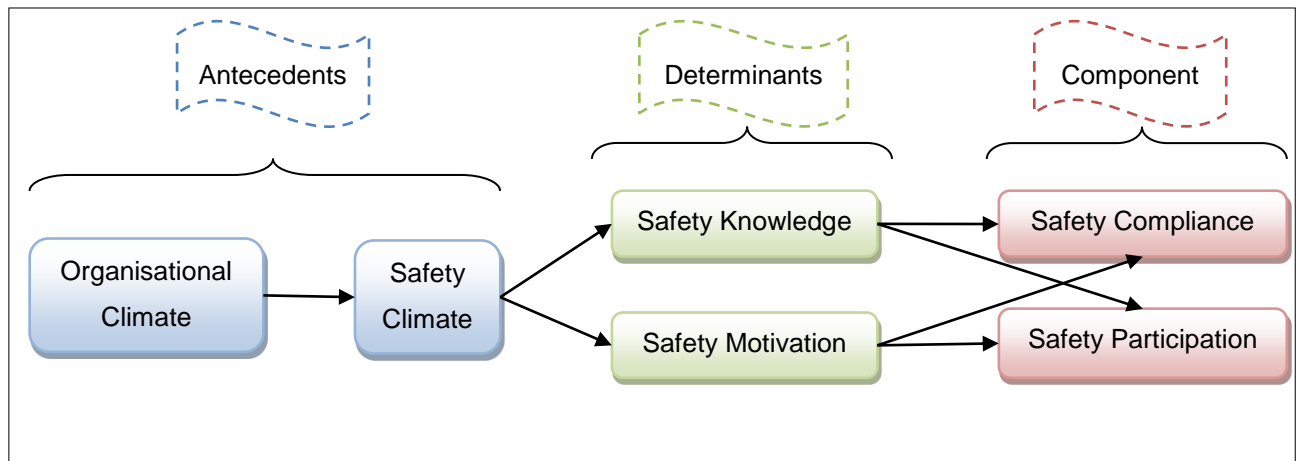 Antecedents
Determinants
Component
Organisational
Climate
Safety
Climate
Safety Knowledge
Safety Motivation
Safety Compliance
Safety Participation